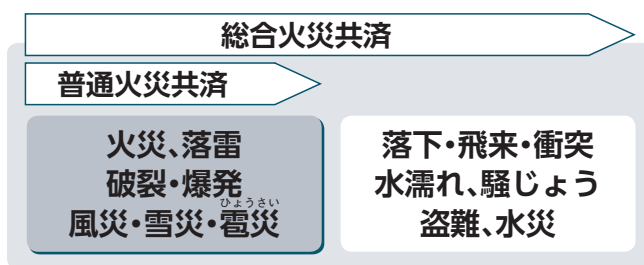 総合火災共済
普通火災共済
火災、落雷
破裂・爆発
ひょうさい
風災・雪災・雹災
落下・飛来・衝突
水濡れ、騒じょう
盗難、水災